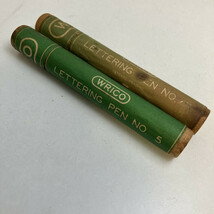 LETTERING PEN NO.
WRICO
LETTERING PEN NO. 5